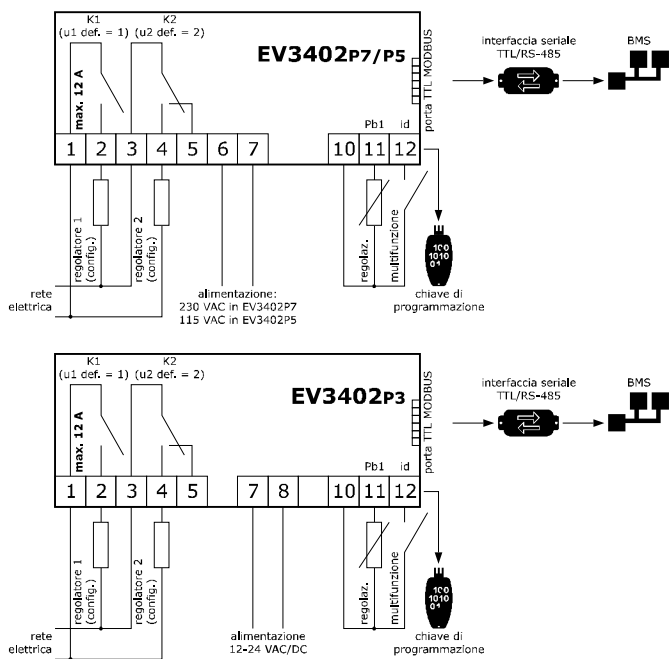 K1
(u1 def. = 1)
K2
(u2 def. = 2)
EV3402P7/P5
max. 12 A
porta TTL MODBUS
Pb1
id
1
2
3
4
5
6
7
10
11
12
interfaccia seriale
TTL/RS-485
BMS
regolatore 1
(config.)
regolatore 2
(config.)
regolaz.
multifunzione
100
1010
01
rete
elettrica
alimentazione:
230 VAC in EV3402P7
115 VAC in EV3402P5
chiave di
programmazione
K1
(u1 def. = 1)
K2
(u2 def. = 2)
EV3402P3
max. 12 A
porta TTL MODBUS
Pb1
id
1
2
3
4
5
7
8
10
11
12
interfaccia seriale
TTL/RS-485
BMS
regolatore 1
(config.)
regolatore 2
(config.)
regolaz.
multifunzione
100
1010
01
rete
elettrica
alimentazione
12-24 VAC/DC
chiave di
programmazione